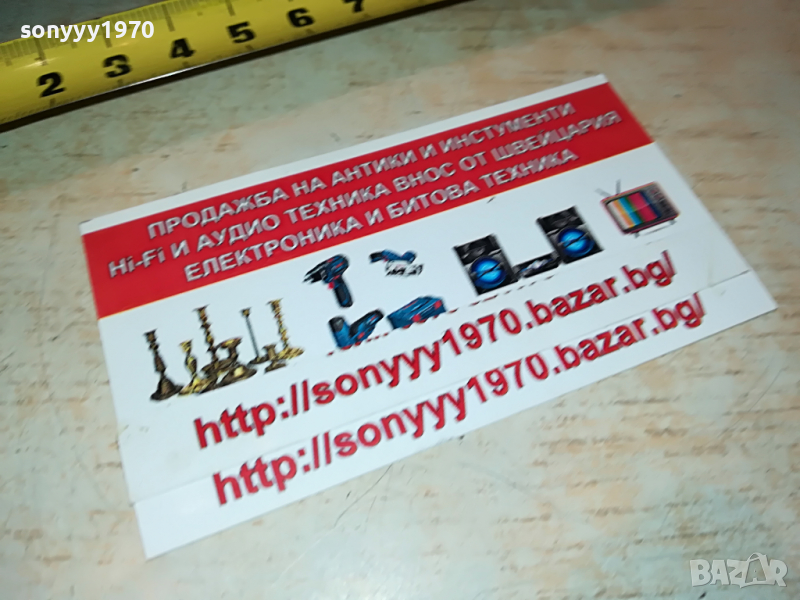 sonyyy1970
2 3 4 5 6 7
ПРОДАЖБА НА АНТИКИ И ИНСТУМЕНТИ
Hi-Fi И АУДИО ТЕХНИКА ВНОС ОТ ШВЕЙЦАРИЯ
ЕЛЕКТРОНИКА И БИТОВА ТЕХНИКА
http://sonyyy1970.bazar.bg/
http://sonyyy1970.bazar.bg/
BAZAR